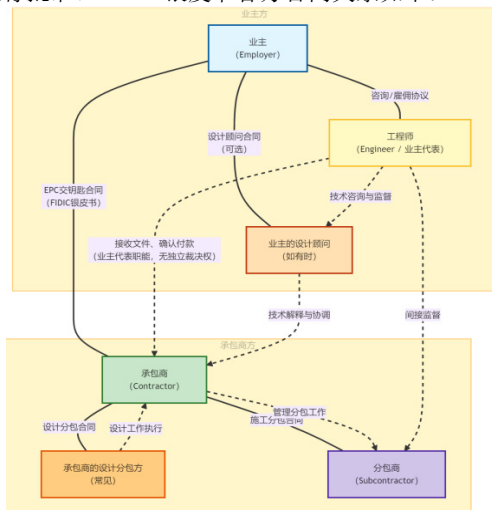 业主方
业主
(Employer)
咨询/雇佣协议
设计顾问合同
(可选)
工程师
(Engineer / 业主代表)
EPC交钥匙合同
(FIDIC银皮书)
技术咨询与监督
接收文件、确认付款
(业主代表职能,无独立裁决权)
业主的设计顾问
(如有时)
技术解释与协调
间接监督
承包商方
承包商
(Contractor)
管理分包工作
施工分包合同
设计分包合同
设计工作执行
承包商的设计分包方
(常见)
分包商
(Subcontractor)